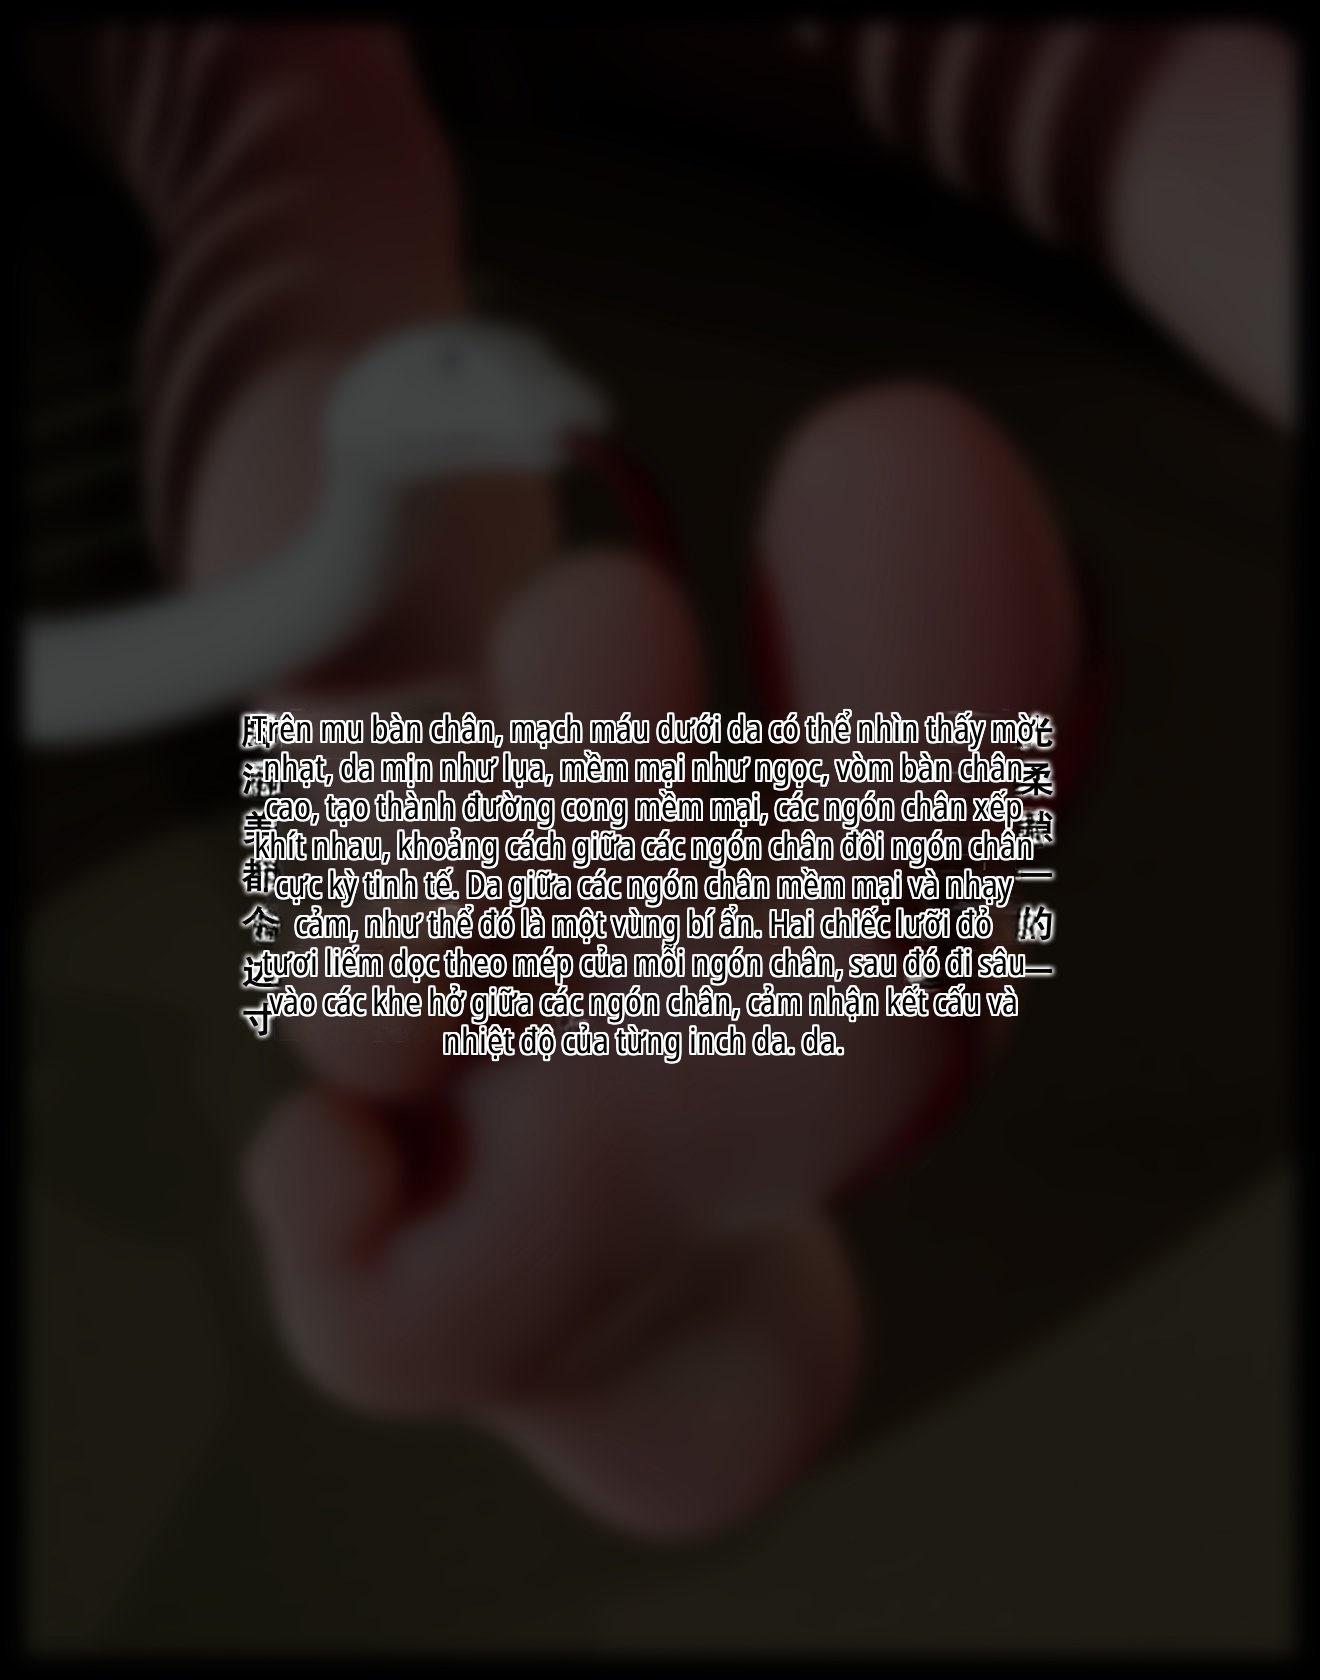 Trên mu bàn chân, mạch máu dưới da có thể nhìn thấy mờ
nhạt, da mịn như lụa, mềm mại như ngọc, vòm bàn chân
cao, tạo thành đường cong mềm mại, các ngón chân xếp
khít nhau, khoảng cách giữa các ngón chân đôi ngón chân
cực kỳ tinh tế. Da giữa các ngón chân mềm mại và nhạy
cảm, như thể đó là một vùng bí ẩn. Hai chiếc lưỡi đỏ
tươi liếm dọc theo mép của mỗi ngón chân, sau đó đi sâu
vào các khe hở giữa các ngón chân, cảm nhận kết cấu và
nhiệt độ của từng inch da. da.